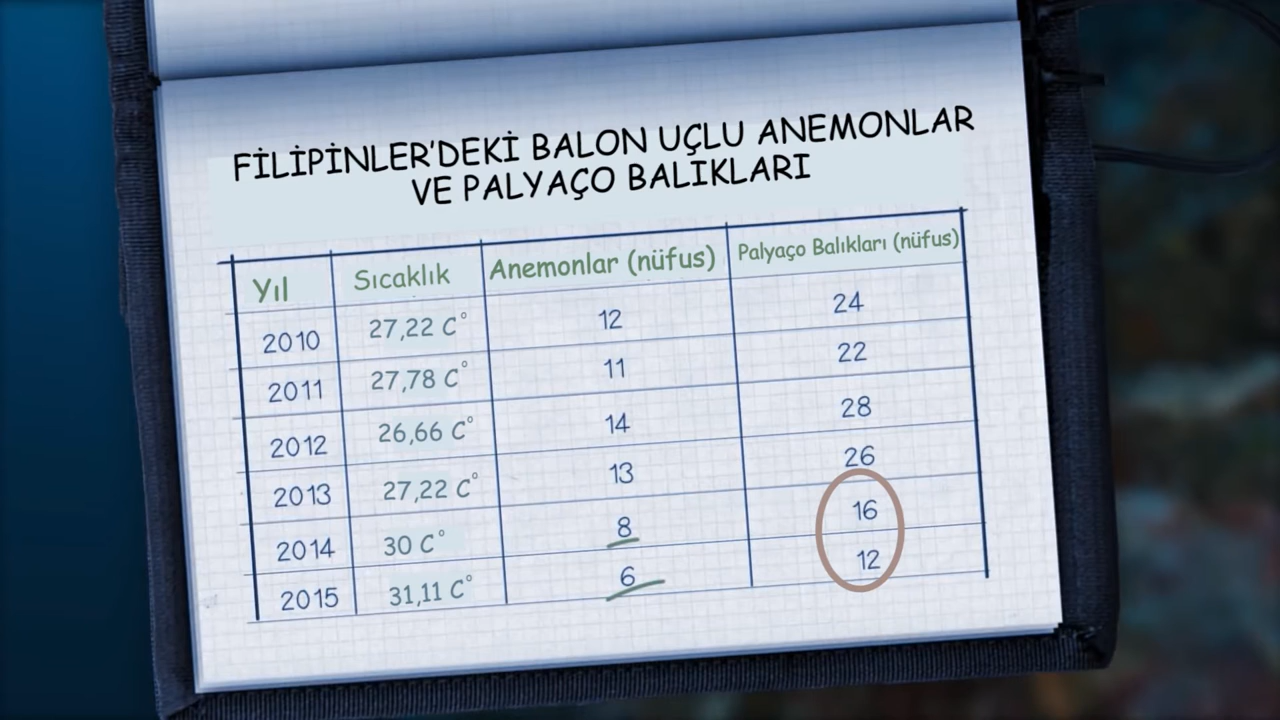 FİLİPİNLER'DEKİ BALON UÇLU ANEMONLAR
VE PALYAÇO BALIKLARI
Yıl Sıcaklık Anemonlar (nüfus) Palyaço Balıkları (nüfus)
2010 27,22 C° 12 24
2011 27,78 C° 11 22
2012 26,66 C° 14 28
2013 27,22 C° 13 26
2014 30 C° 8 16
2015 31,11 C° 6 12